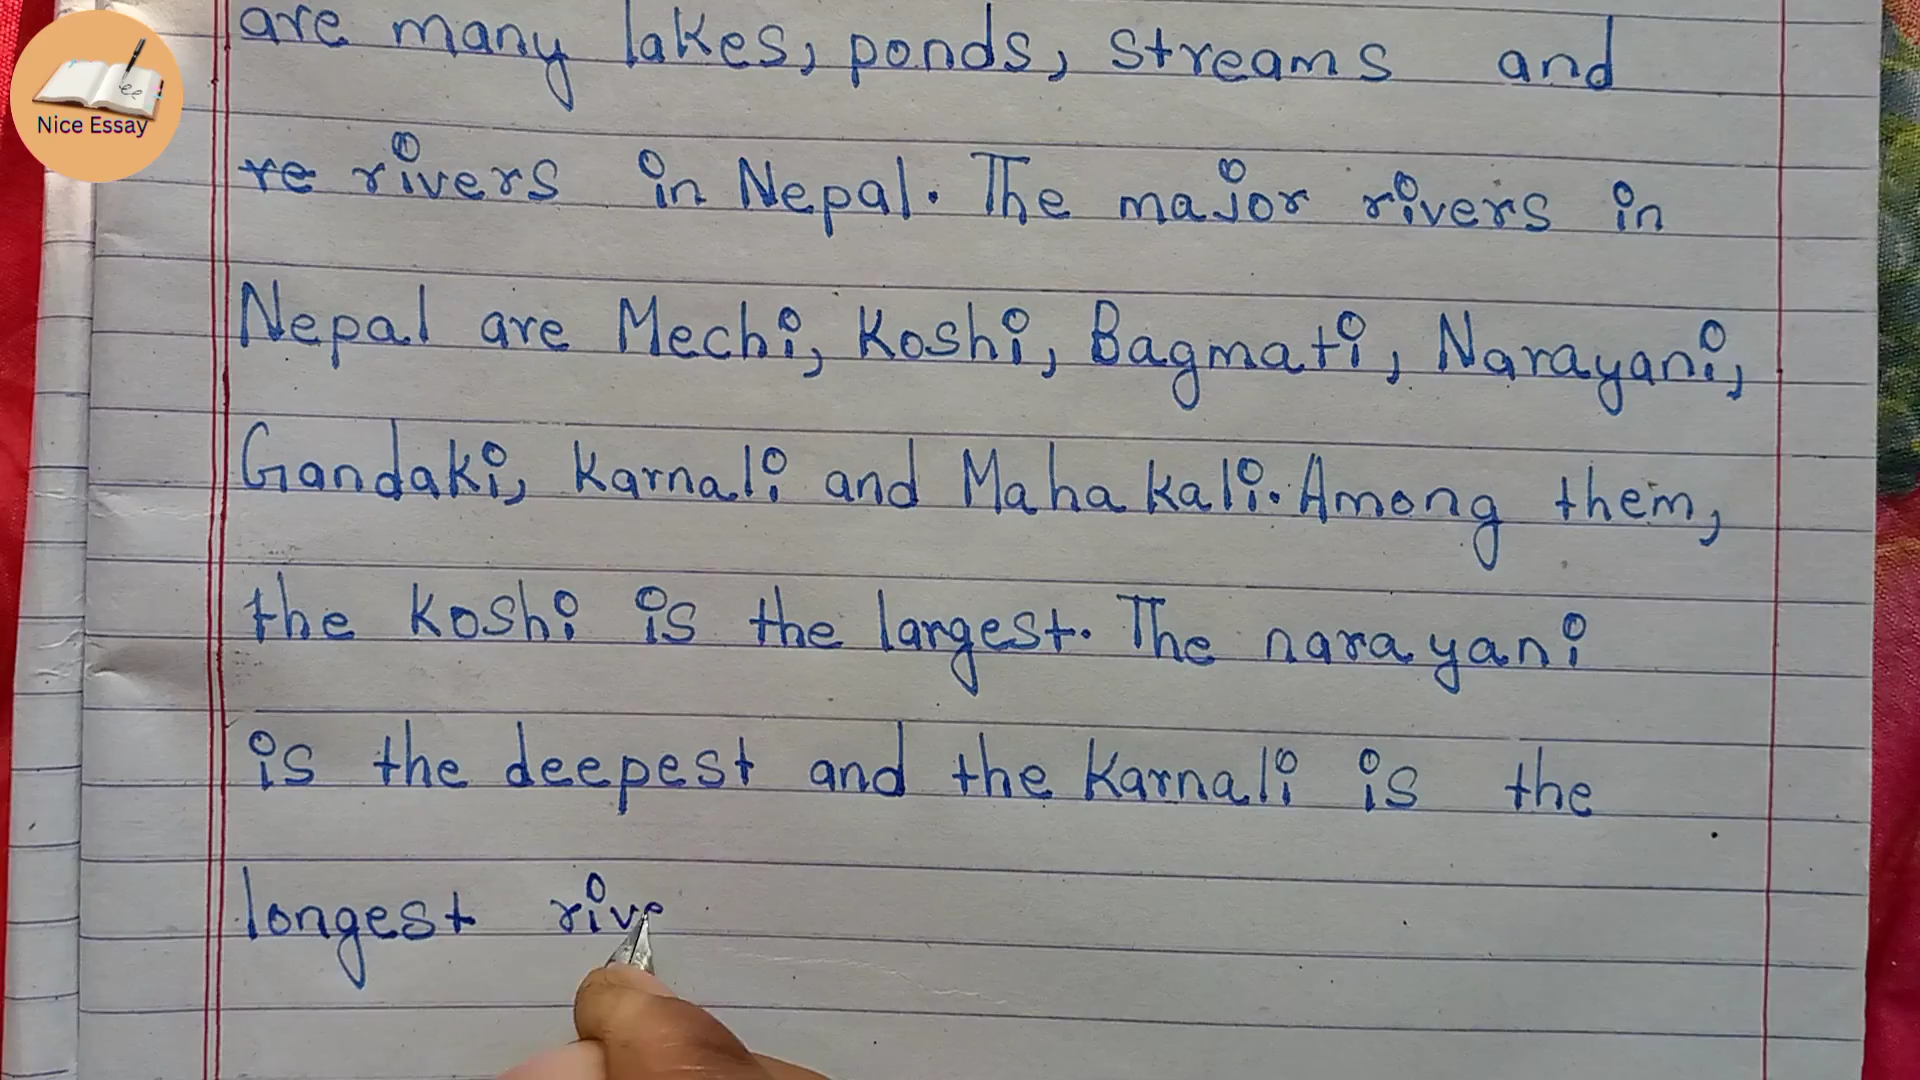 Nice Essay
are many lakes, ponds, streams and
re rivers in Nepal. The major rivers in
Nepal are Mechi, Koshi, Bagmati, Narayani,
Gandaki, Karnali and Mahakali. Among them,
the Koshi is the largest. The narayani
is the deepest and the Karnali is the
longest rive